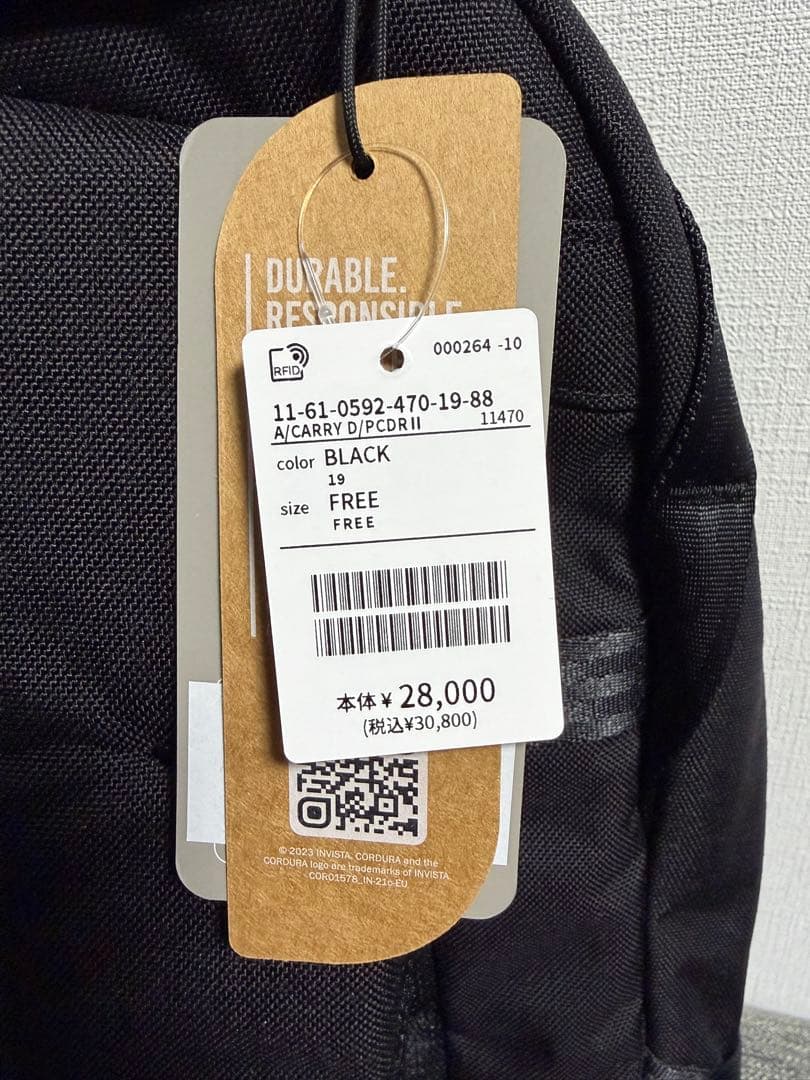 DURABLE.
RESPONSIBLE
RFID
000264 -10
11-61-0592-470-19-88
A/CARRY D/PCDRⅡ 11470
color BLACK
19
size FREE
FREE
本体¥ 28,000
(税込¥30,800)
© 2023 INVISTA. CORDURA and the
CORDURA logo are trademarks of INVISTA.
COR01578_IN-21c-EU